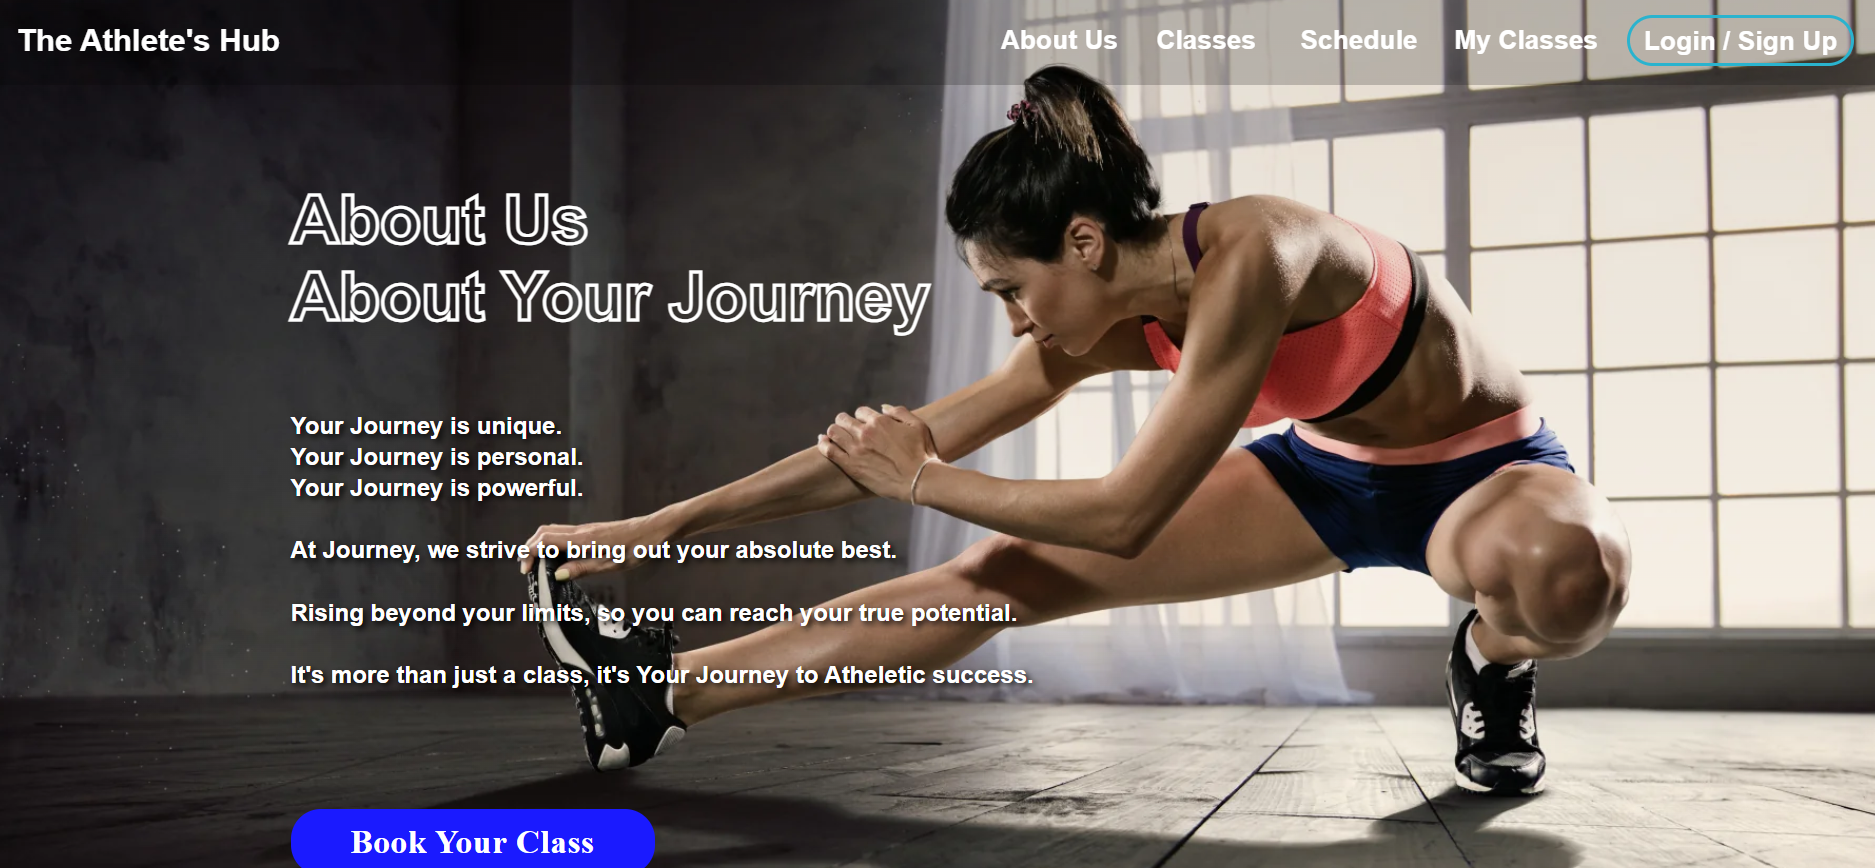 The Athlete's Hub
About Us
Classes
Schedule
My Classes
Login / Sign Up
About Us
About Your Journey
Your Journey is unique.
Your Journey is personal.
Your Journey is powerful.
At Journey, we strive to bring out your absolute best.
Rising beyond your limits, so you can reach your true potential.
It's more than just a class, it's Your Journey to Atheletic success.
Book Your Class